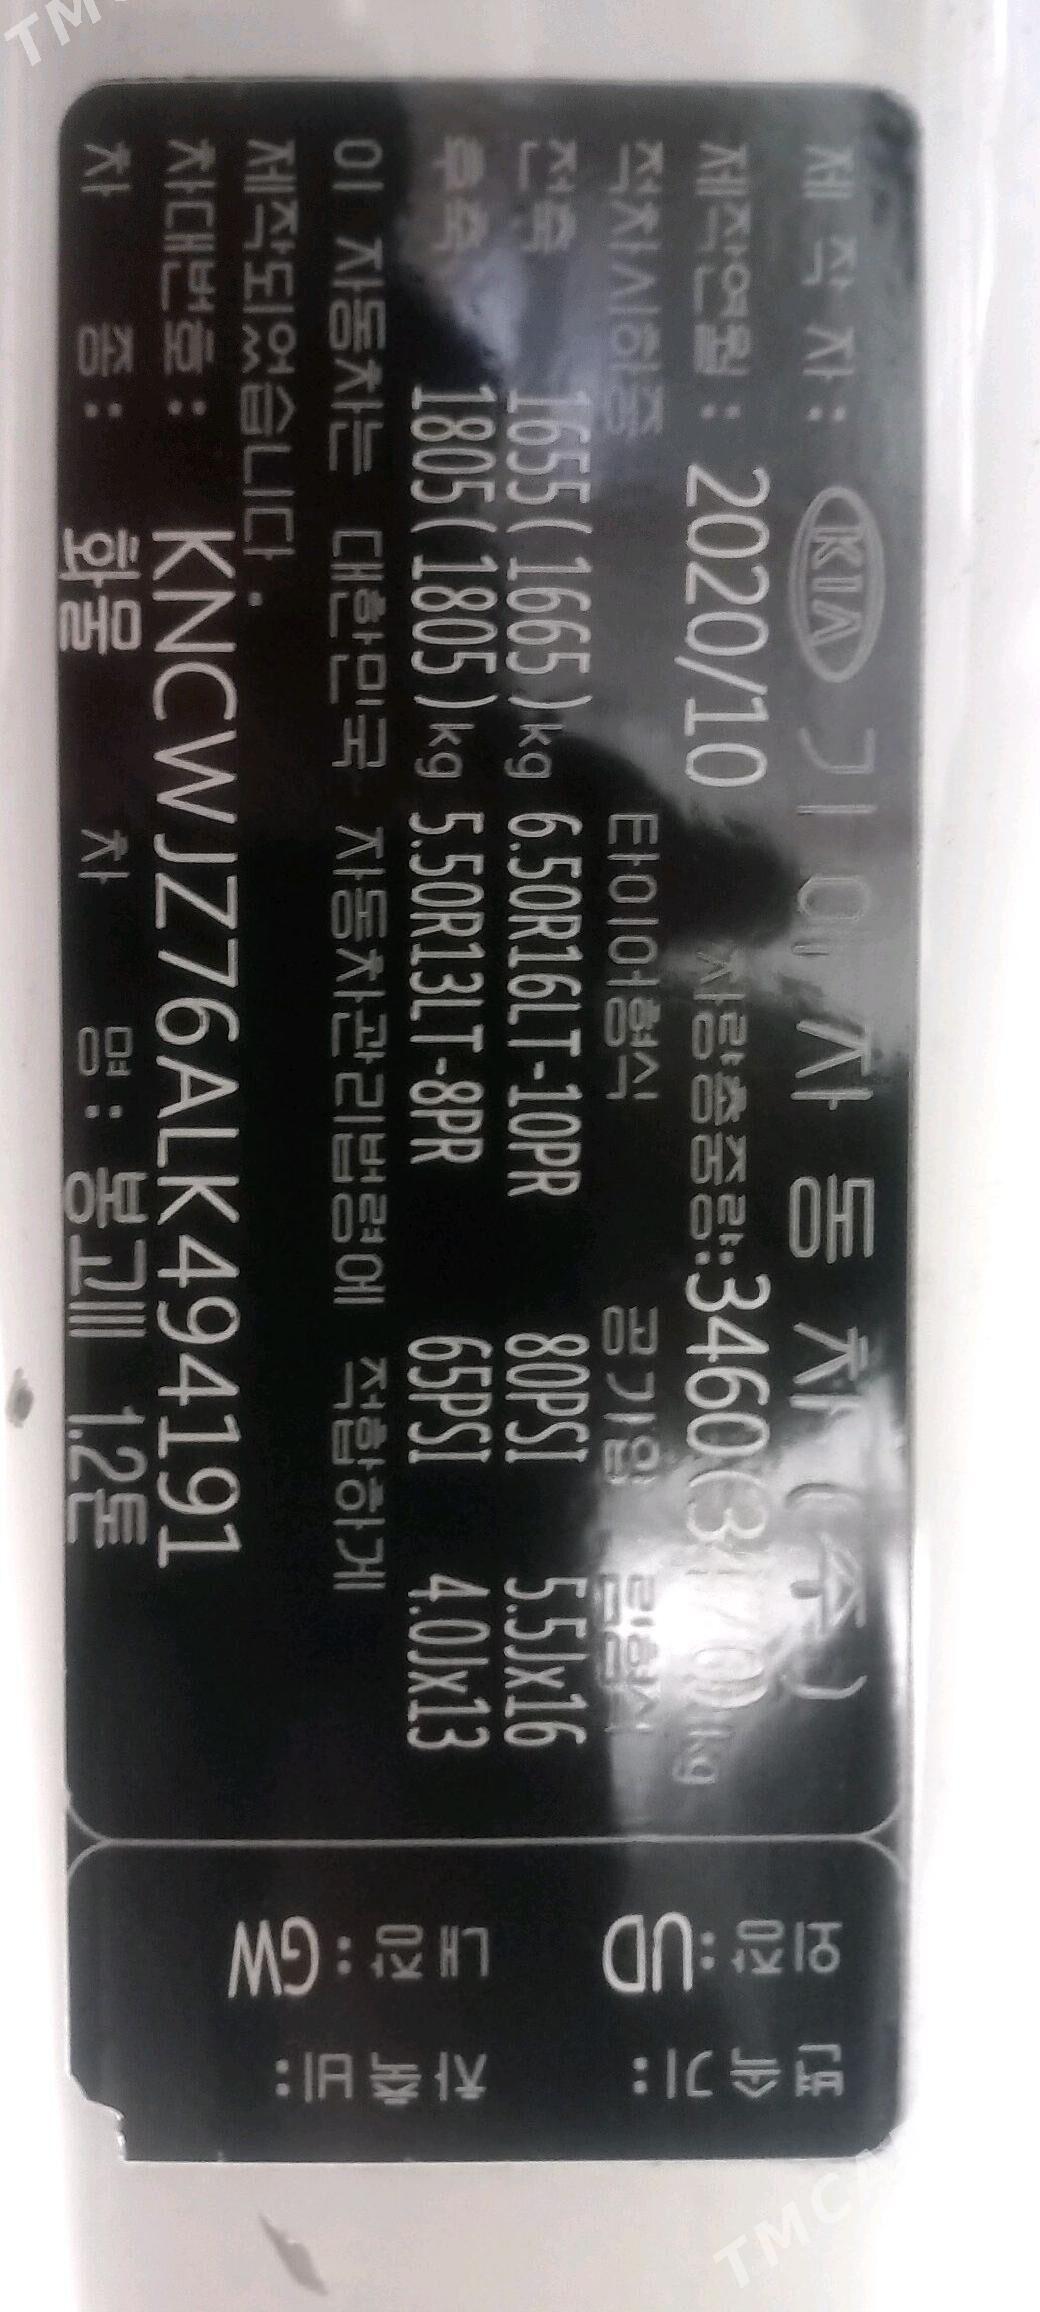 제 작 자: KIA 기 아 자 동 차 ( 주 )
제작연월: 2020/10 차량총중량:3460(3470)kg
적차시하중 타이어형식 공기압 림형식
전축 1655(1665)kg 6.50R16LT-10PR 80PSI 5.5Jx16
후축 1805(1805)kg 5.50R13LT-8PR 65PSI 4.0Jx13
이 자동차는 대한민국 자동차관리법령에 적합하게
제작되었습니다.
차대번호: KNCWJZ76ALK494191
차 종: 화물 차 명: 봉고Ⅲ 1.2톤
외장:UD
내장:GW
변속기:
차축비:
TMCA